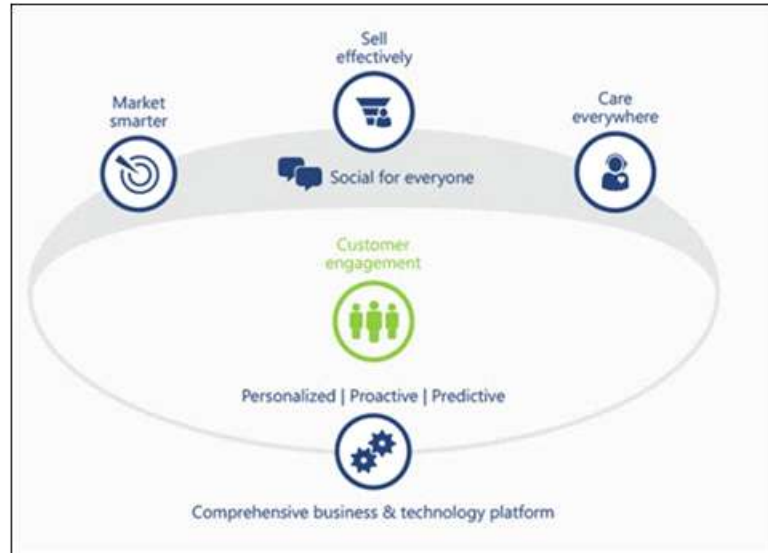 Sell
effectively
Market
smarter
Care
everywhere
Social for everyone
Customer
engagement
Personalized | Proactive | Predictive
Comprehensive business & technology platform